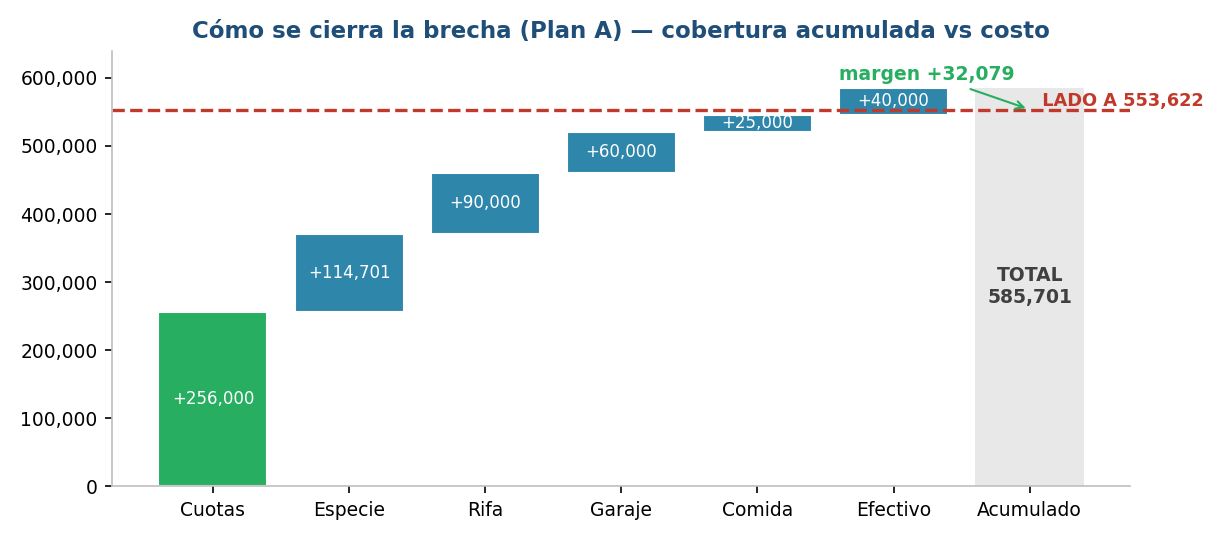 Cómo se cierra la brecha (Plan A) — cobertura acumulada vs costo
margen +32,079
LADO A 553,622
600,000
500,000
400,000
300,000
200,000
100,000
0
+256,000
+114,701
+90,000
+60,000
+25,000
+40,000
TOTAL
585,701
Cuotas
Especie
Rifa
Garaje
Comida
Efectivo
Acumulado